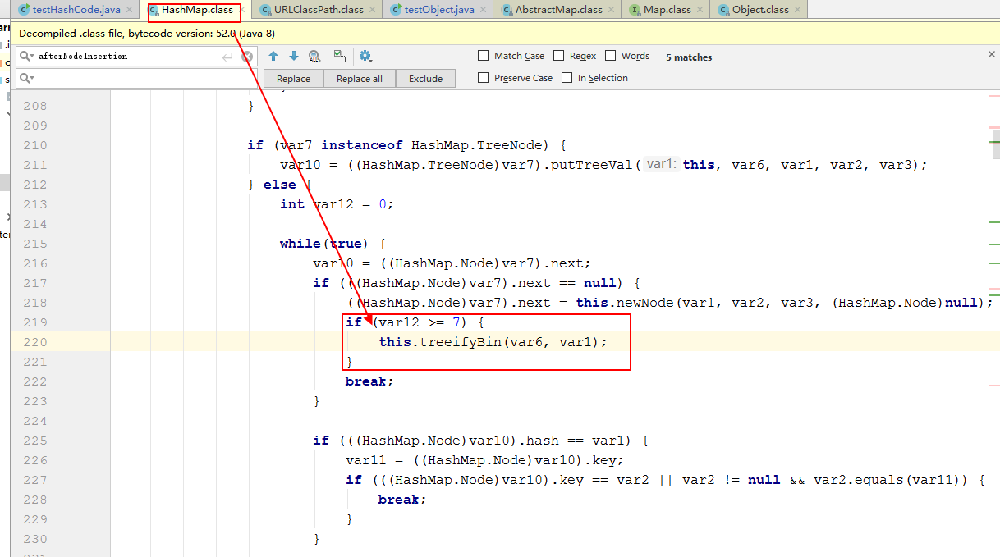 testHashCode.java HashMap.class URLClassPath.class testObject.java AbstractMap.class Map.class Object.class
Decompiled .class file, bytecode version: 52.0 (Java 8)
afterNodeInsertion Match Case Regex Words 5 matches
Replace Replace all Exclude Preserve Case In Selection
208 }
209
210 if (var7 instanceof HashMap.TreeNode) {
211 var10 = ((HashMap.TreeNode)var7).putTreeVal( var1: this, var6, var1, var2, var3);
212 } else {
213 int var12 = 0;
214
215 while(true) {
216 var10 = ((HashMap.Node)var7).next;
217 if (((HashMap.Node)var7).next == null) {
218 ((HashMap.Node)var7).next = this.newNode(var1, var2, var3, (HashMap.Node)null);
219 if (var12 >= 7) {
220 this.treeifyBin(var6, var1);
221 }
222 break;
223 }
224
225 if (((HashMap.Node)var10).hash == var1) {
226 var11 = ((HashMap.Node)var10).key;
227 if (((HashMap.Node)var10).key == var2 || var2 != null && var2.equals(var11)) {
228 break;
229 }
230 }